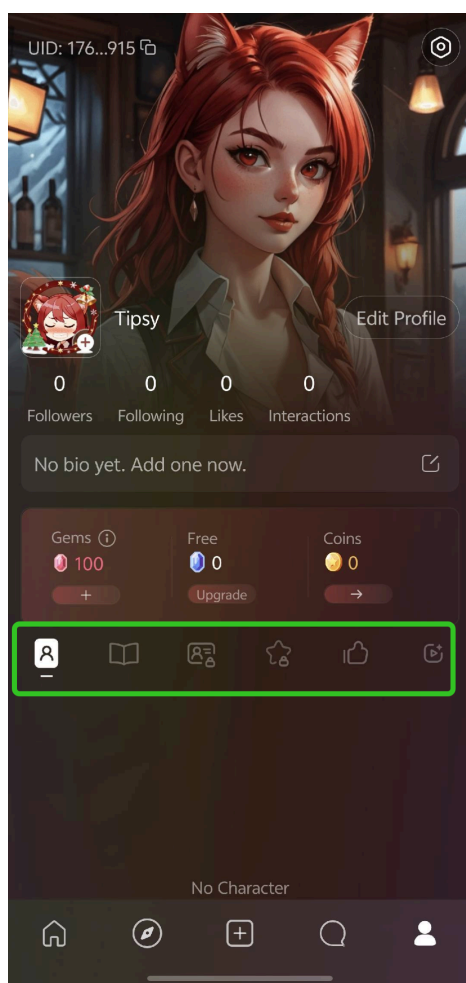 UID: 176...915
Tipsy
Edit Profile
0 0 0 0
Followers Following Likes Interactions
No bio yet. Add one now.
Gems Free Coins
100 0 0
+ Upgrade →
No Character